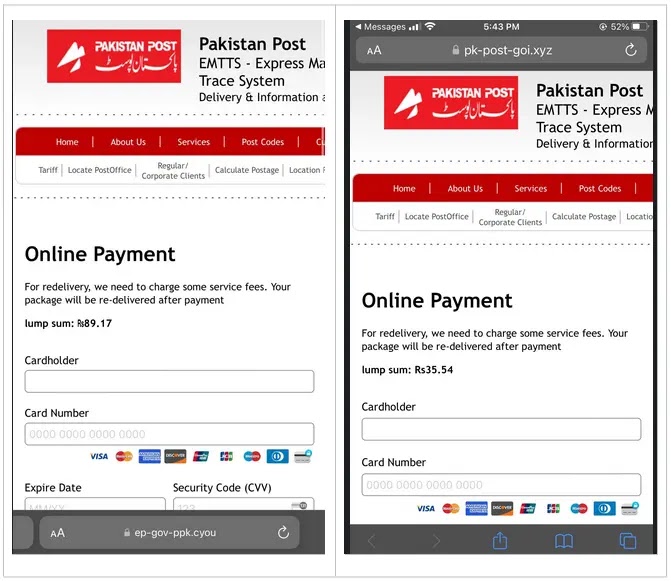 PAKISTAN POST
پاکستان پوسٹ
Pakistan Post
EMTTS - Express Ma
Trace System
Delivery & Information a
Home
About Us
Services
Post Codes
Tariff
Locate PostOffice
Regular/
Corporate Clients
Calculate Postage
Location
Online Payment
For redelivery, we need to charge some service fees. Your
package will be re-delivered after payment
lump sum: ₨89.17
Cardholder
Card Number
0000 0000 0000 0000
VISA
AMERICAN EXPRESS
DISCOVER
JCB
Expire Date
Security Code (CVV)
MM/YY
123
AA
ep-gov-ppk.cyou
Messages
5:43 PM
52%
AA
pk-post-goi.xyz
PAKISTAN POST
پاکستان پوسٹ
Pakistan Post
EMTTS - Express M
Trace System
Delivery & Information
Home
About Us
Services
Post Codes
Tariff
Locate PostOffice
Regular/
Corporate Clients
Calculate Postage
Locatio
Online Payment
For redelivery, we need to charge some service fees. Your
package will be re-delivered after payment
lump sum: Rs35.54
Cardholder
Card Number
0000 0000 0000 0000
VISA
AMERICAN EXPRESS
DISCOVER
JCB